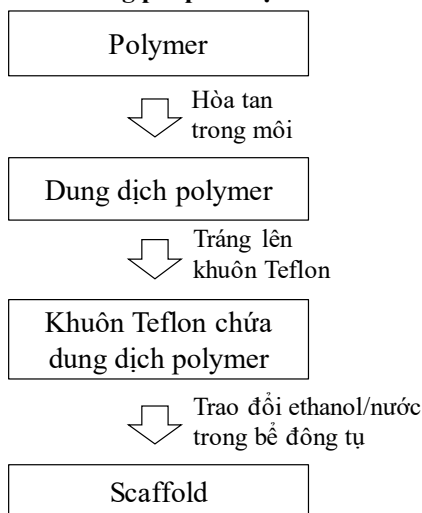 Polymer
Hòa tan
trong môi
Dung dịch polymer
Tráng lên
khuôn Teflon
Khuôn Teflon chứa
dung dịch polymer
Trao đổi ethanol/nước
trong bể đông tụ
Scaffold